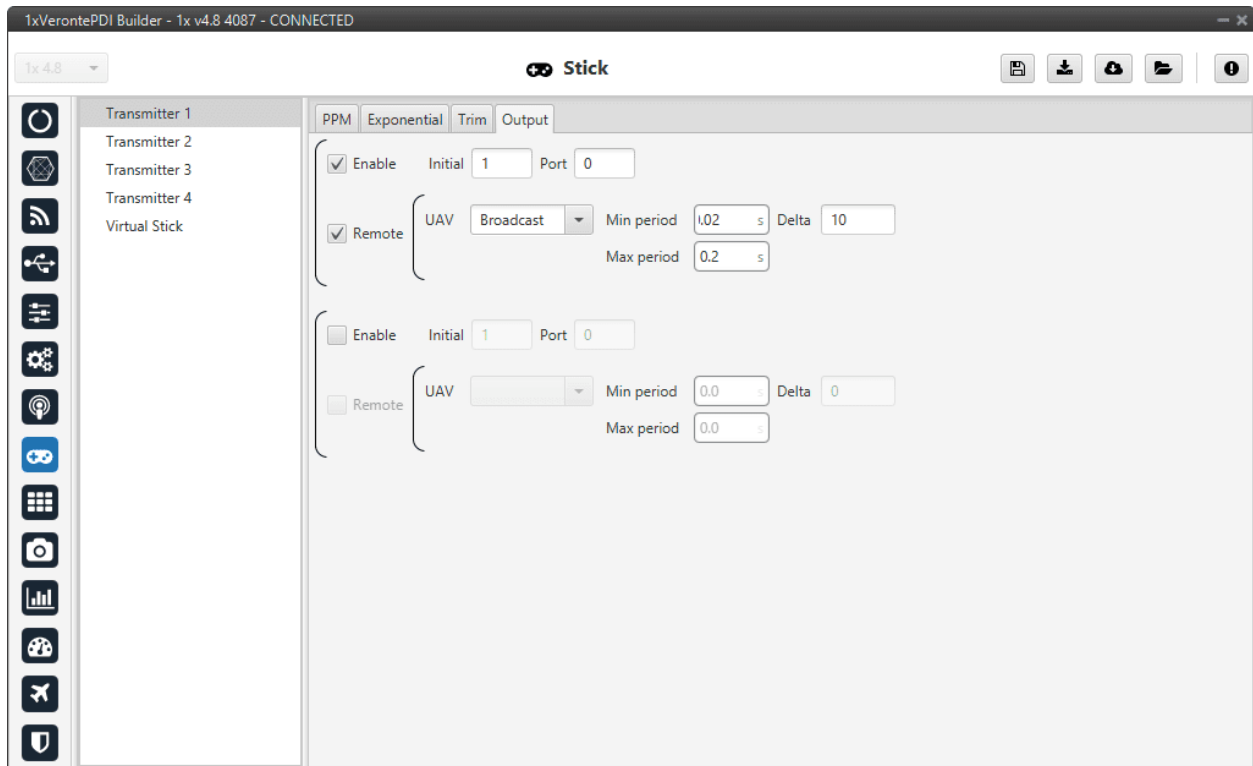 1xVerontePDI Builder - 1x v4.8 4087 - CONNECTED
1x 4.8
Stick
Transmitter 1
Transmitter 2
Transmitter 3
Transmitter 4
Virtual Stick
PPM Exponential Trim Output
Enable Initial 1 Port 0
Remote UAV Broadcast Min period .02 s Delta 10
Max period 0.2 s
Enable Initial 1 Port 0
Remote UAV Min period 0.0 s Delta 0
Max period 0.0 s